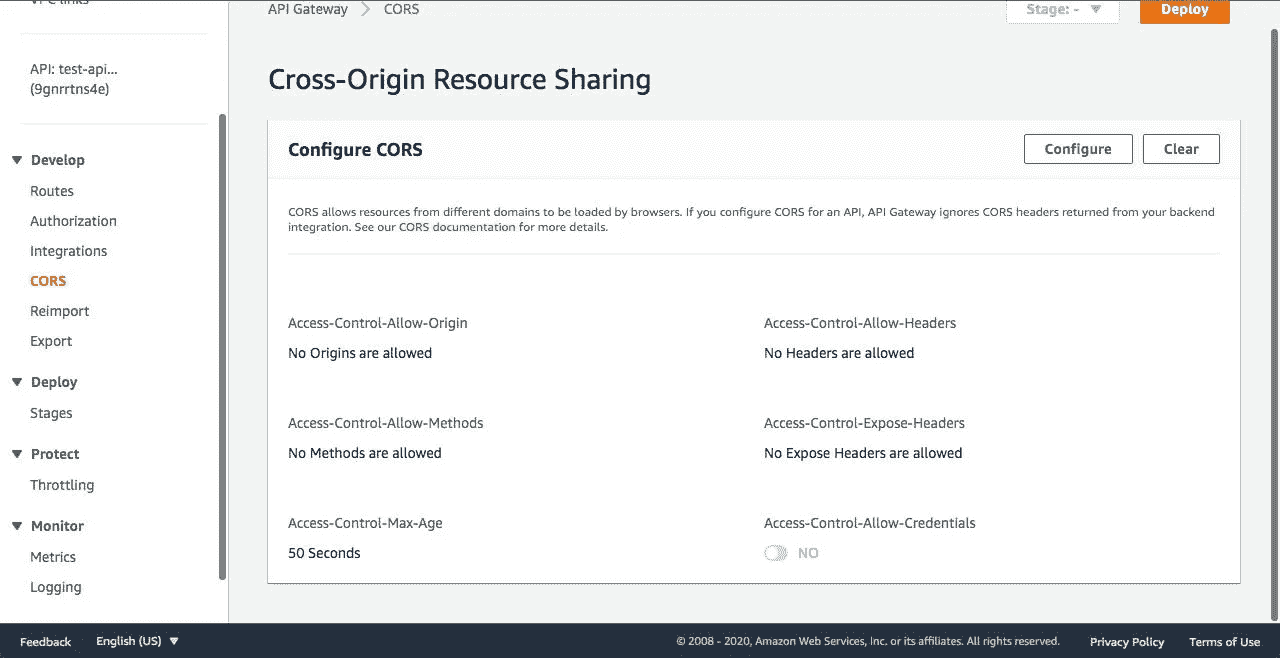 VPC links
API Gateway > CORS
Stage: -
Deploy
API: test-api...
(9gnrrtns4e)
Develop
Routes
Authorization
Integrations
CORS
Reimport
Export
Deploy
Stages
Protect
Throttling
Monitor
Metrics
Logging
Cross-Origin Resource Sharing
Configure CORS
Configure
Clear
CORS allows resources from different domains to be loaded by browsers. If you configure CORS for an API, API Gateway ignores CORS headers returned from your backend
integration. See our CORS documentation for more details.
Access-Control-Allow-Origin
No Origins are allowed
Access-Control-Allow-Headers
No Headers are allowed
Access-Control-Allow-Methods
No Methods are allowed
Access-Control-Expose-Headers
No Expose Headers are allowed
Access-Control-Max-Age
50 Seconds
Access-Control-Allow-Credentials
NO
Feedback
English (US)
© 2008 - 2020, Amazon Web Services, Inc. or its affiliates. All rights reserved.
Privacy Policy
Terms of Use